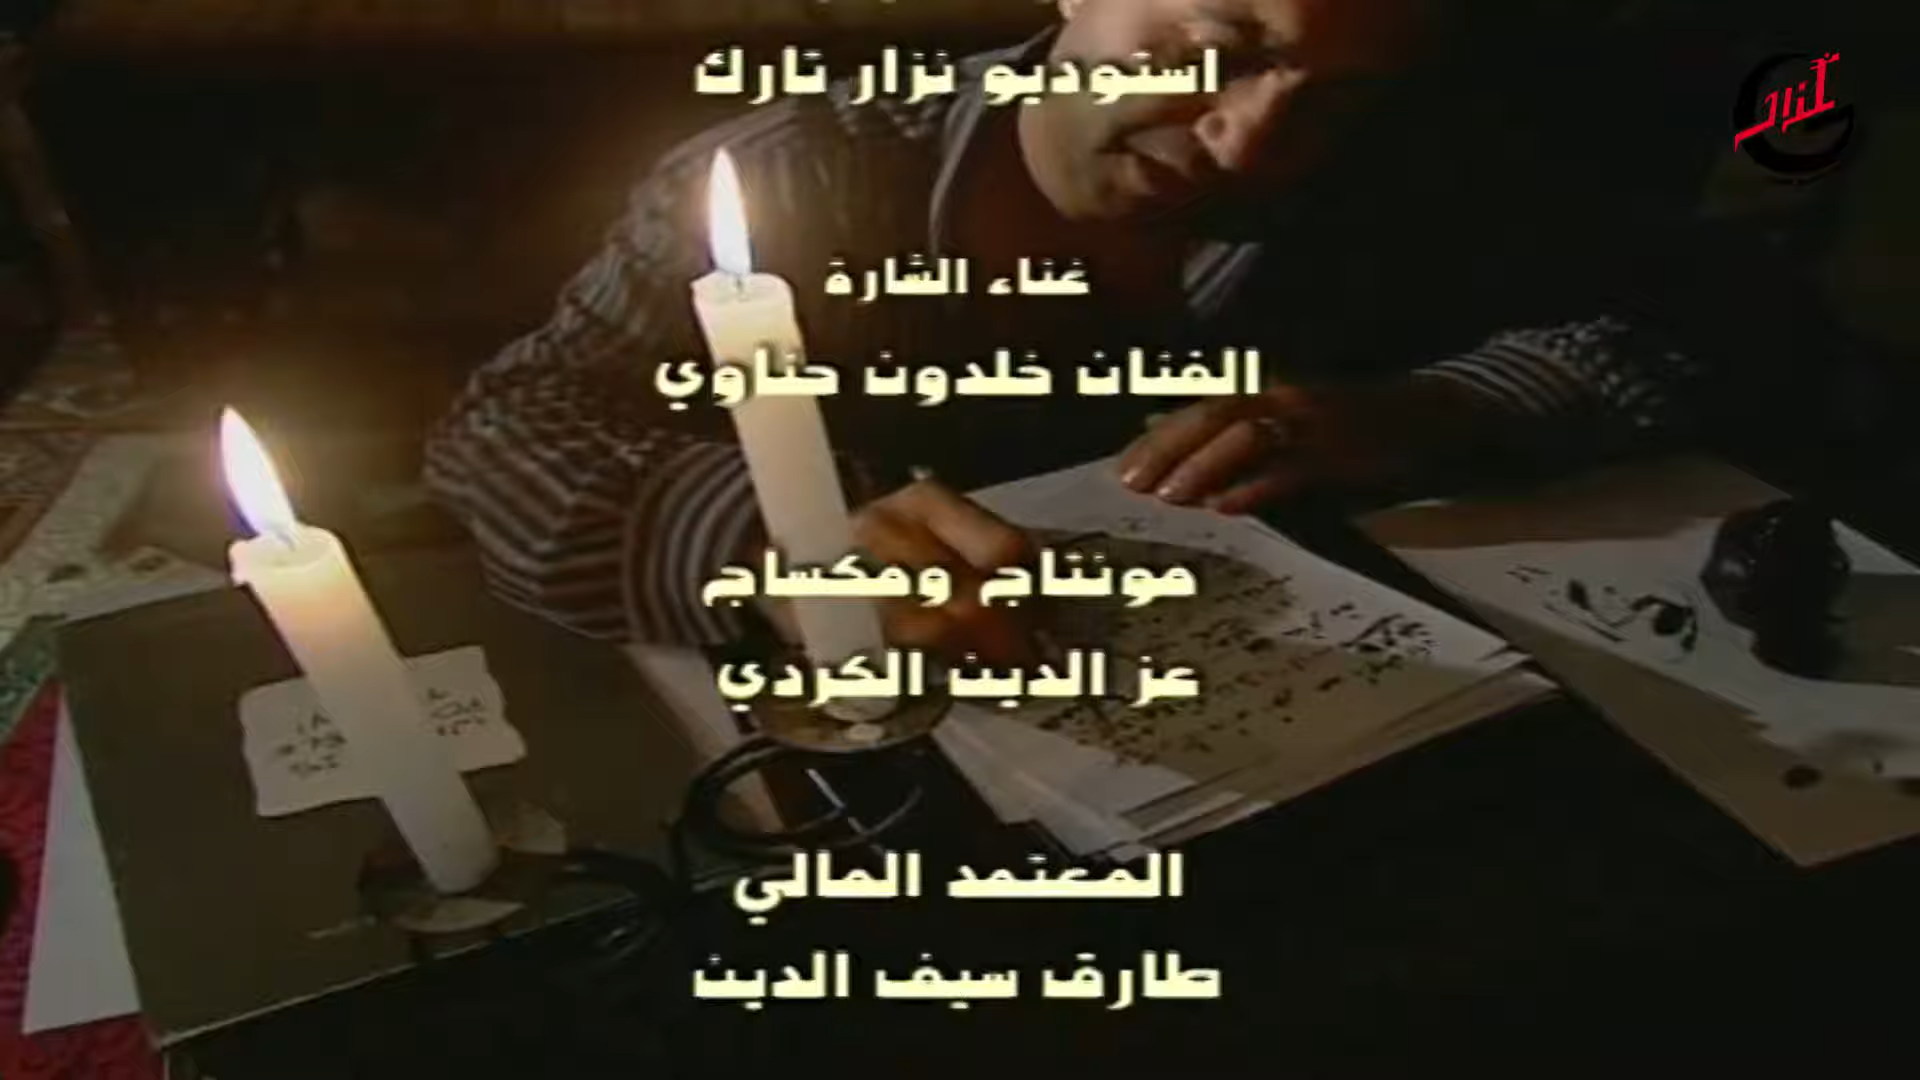 استوديو نزار تارك
غناء الشارة
الفنان خلدون حناوي
مونتاج ومكساج
عز الدين الكردي
المعتمد المالي
طارق سيف الدين